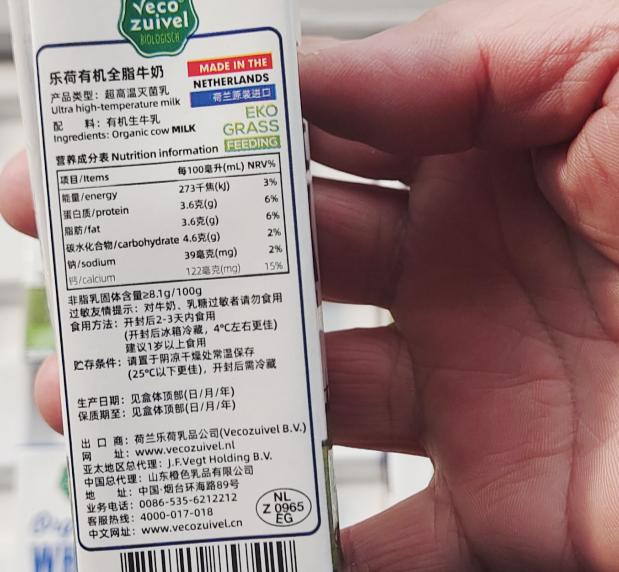 Veco
zuivel
BIOLOGISCH
乐荷有机全脂牛奶
产品类型：超高温灭菌乳
Ultra high-temperature milk
配　料：有机生牛乳
Ingredients: Organic cow MILK
MADE IN THE
NETHERLANDS
荷兰原装进口
EKO
GRASS
FEEDING
营养成分表 Nutrition information
项目/Items 每100毫升(mL) NRV%
能量/energy 273千焦(kJ) 3%
蛋白质/protein 3.6克(g) 6%
脂肪/fat 3.6克(g) 6%
碳水化合物/carbohydrate 4.6克(g) 2%
钠/sodium 39毫克(mg) 2%
钙/calcium 122毫克(mg) 15%
非脂乳固体含量≥8.1g/100g
过敏友情提示：对牛奶、乳糖过敏者请勿食用
食用方法：开封后2-3天内食用
(开封后冰箱冷藏，4℃左右更佳)
建议1岁以上食用
贮存条件：请置于阴凉干燥处常温保存
(25℃以下更佳)，开封后需冷藏
生产日期：见盒体顶部(日/月/年)
保质期至：见盒体顶部(日/月/年)
出 口 商：荷兰乐荷乳品公司(Vecozuivel B.V.)
网　　址：www.vecozuivel.nl
亚太地区总代理：J.F.Vegt Holding B.V.
中国总代理：山东橙色乳品有限公司
地　　址：中国·烟台环海路89号
业务电话：0086-535-6212212
客服热线：4000-017-018
中文网址：www.vecozuivel.cn
NL
Z 0965
EG